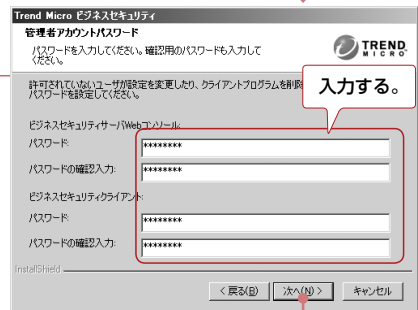 Trend Micro ビジネスセキュリティ
管理者アカウントパスワード
パスワードを入力してください。確認用のパスワードも入力して
ください。
TREND
MICRO
許可されていないユーザが設定を変更したり、クライアントプログラムを削除
パスワードを設定してください。
入力する。
ビジネスセキュリティサーバWebコンソール:
パスワード:
********
パスワードの確認入力:
********
ビジネスセキュリティクライアント:
パスワード:
********
パスワードの確認入力:
********
InstallShield
< 戻る(B)
次へ(N) >
キャンセル